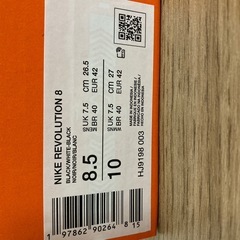 NIKE REVOLUTION 8
BLACK/WHITE-BLACK
NOIR/NOIR/BLANC
8.5
MENS
UK 7.5
BR 40
cm 26.5
EUR 42
10
WMNS
UK 7.5
BR 40
cm 27
EUR 42
MADE IN INDONESIA /
FABRIQUE EN INDONESIE /
HECHO EN INDONESIA
HJ9198 003
1 97862 90264 8 15